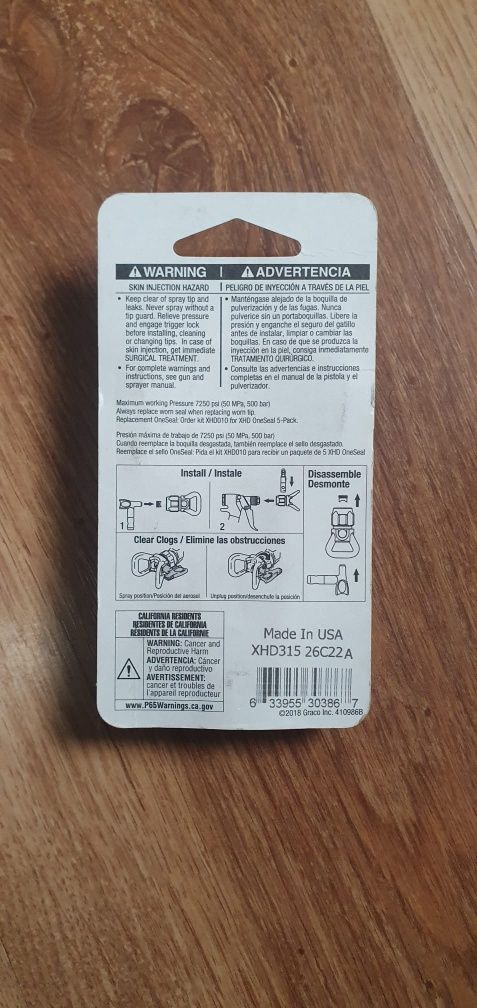 WARNING
SKIN INJECTION HAZARD
• Keep clear of spray tip and
leaks. Never spray without a
tip guard. Relieve pressure
and engage trigger lock
before installing, cleaning
or changing tips. In case of
skin injection, get immediate
SURGICAL TREATMENT.
• For complete warnings and
instructions, see gun and
sprayer manual.
ADVERTENCIA
PELIGRO DE INYECCIÓN A TRAVÉS DE LA PIEL
• Manténgase alejado de la boquilla de
pulverización y de las fugas. Nunca
pulverice sin un portaboquillas. Libere la
presión y enganche el seguro del gatillo
antes de instalar, limpiar o cambiar las
boquillas. En caso de que se produzca la
inyección en la piel, consiga inmediatamente
TRATAMIENTO QUIRÚRGICO.
• Consulte las advertencias e instrucciones
completas en el manual de la pistola y el
pulverizador.
Maximum working Pressure 7250 psi (50 MPa, 500 bar)
Always replace worn seal when replacing worn tip.
Replacement OneSeal: Order kit XHD010 for XHD OneSeal 5-Pack.
Presión máxima de trabajo de 7250 psi (50 MPa, 500 bar)
Cuando reemplace la boquilla desgastada, también reemplace el sello desgastado.
Reemplace el sello OneSeal: Pida el kit XHD010 para recibir un paquete de 5 XHD OneSeal
Install / Instale
1
2
Disassemble
Desmonte
Clear Clogs / Elimine las obstrucciones
Spray position/Posición del aerosol
Unplug position/desenchufe la posición
CALIFORNIA RESIDENTS
RESIDENTES DE CALIFORNIA
RÉSIDENTS DE LA CALIFORNIE
WARNING: Cancer and
Reproductive Harm
ADVERTENCIA: Cáncer
y daño reproductivo
AVERTISSEMENT:
cancer et troubles de
l'appareil reproducteur
www.P65Warnings.ca.gov
Made In USA
XHD315 26C22A
6 33955 30386 7
©2018 Graco Inc. 410986B